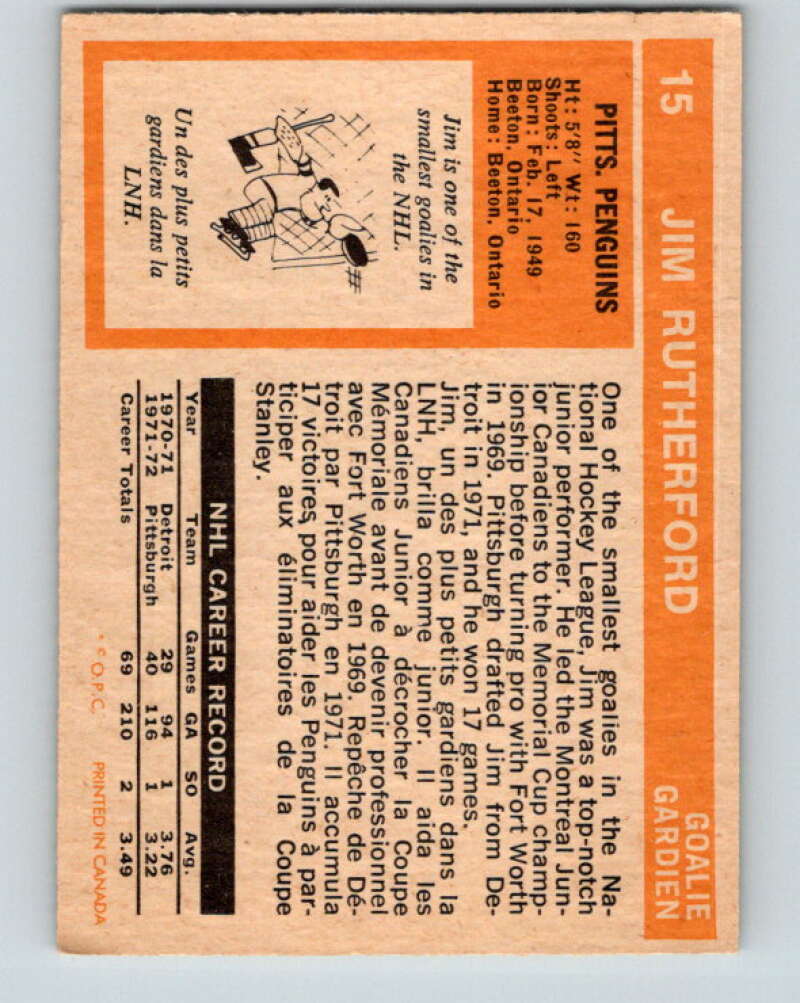 15 JIM RUTHERFORD
GOALIE
GARDIEN
PITTS. PENGUINS
Ht: 5'8" Wt: 160
Shoots: Left
Born: Feb. 17, 1949
Beeton, Ontario
Home: Beeton, Ontario
Jim is one of the
smallest goalies in
the NHL.
Un des plus petits
gardiens dans la
LNH.
One of the smallest goalies in the Na-
tional Hockey League, Jim was a top-notch
junior performer. He led the Montreal Jun-
ior Canadiens to the Memorial Cup champ-
ionship before turning pro with Fort Worth
in 1969. Pittsburgh drafted Jim from De-
troit in 1971, and he won 17 games.
Jim, un des plus petits gardiens dans la
LNH, brilla comme junior. Il aida les
Canadiens Junior à décrocher la Coupe
Mémoriale avant de devenir professionnel
avec Fort Worth en 1969. Repêche de Dé-
troit par Pittsburgh en 1971. Il accumula
17 victoires, pour aider les Penguins à par-
ticiper aux éliminatoires de la Coupe
Stanley.
NHL CAREER RECORD
Year Team Games GA SO Avg.
1970-71 Detroit 29 94 1 3.76
1971-72 Pittsburgh 40 116 1 3.22
Career Totals 69 210 2 3.49
* © O.P.C. PRINTED IN CANADA